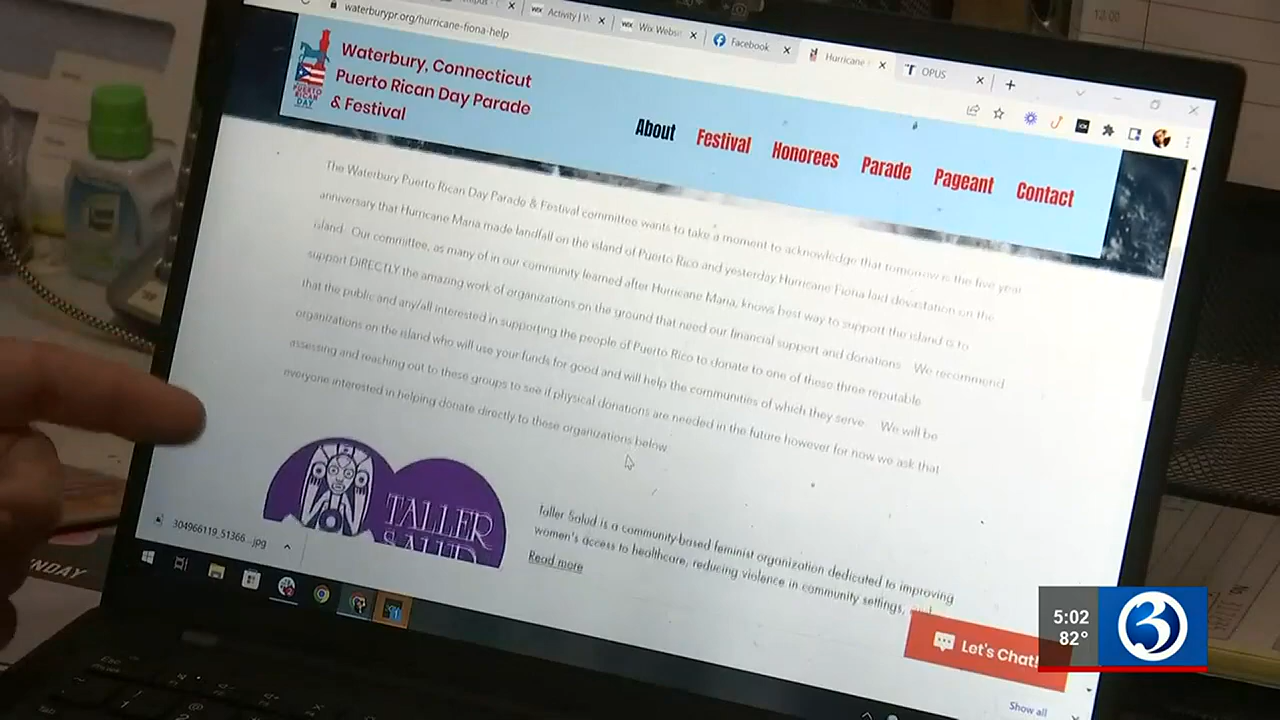 Activity | W
Wix Websi
Facebook
Hurricane
OPUS
waterburypr.org/hurricane-fiona-help
Waterbury, Connecticut
Puerto Rican Day Parade
& Festival
PUERTO
RICAN
DAY
About Festival Honorees Parade Pageant Contact
The Waterbury Puerto Rican Day Parade & Festival committee wants to take a moment to acknowledge that tomorrow is the five year
anniversary that Hurricane Maria made landfall on the island of Puerto Rico and yesterday Hurricane Fiona laid devastation on the
island. Our committee, as many of in our community learned after Hurricane Maria, knows best way to support the island is to
support DIRECTLY the amazing work of organizations on the ground that need our financial support and donations. We recommend
that the public and any/all interested in supporting the people of Puerto Rico to donate to one of these three reputable
organizations on the island who will use your funds for good and will help the communities of which they serve. We will be
assessing and reaching out to these groups to see if physical donations are needed in the future however for now we ask that
everyone interested in helping donate directly to these organizations below
TALLER
SALUD
Taller Salud is a community-based feminist organization dedicated to improving
women's access to healthcare, reducing violence in community settings, and
Read more
304966119_51366...jpg
Let's Chat!
Show all
5:02
82°
3